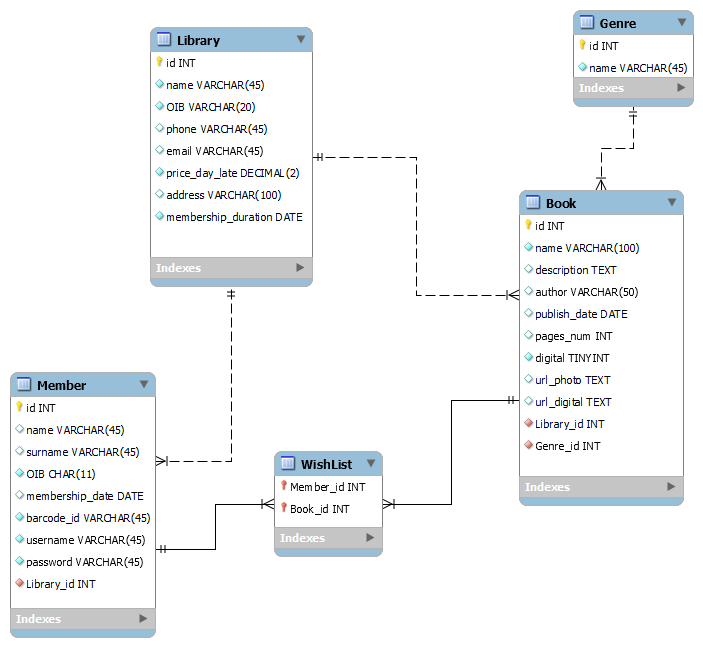 Library
id INT
name VARCHAR(45)
OIB VARCHAR(20)
phone VARCHAR(45)
email VARCHAR(45)
price_day_late DECIMAL(2)
address VARCHAR(100)
membership_duration DATE
Indexes
Genre
id INT
name VARCHAR(45)
Indexes
Book
id INT
name VARCHAR(100)
description TEXT
author VARCHAR(50)
publish_date DATE
pages_num INT
digital TINYINT
url_photo TEXT
url_digital TEXT
Library_id INT
Genre_id INT
Indexes
Member
id INT
name VARCHAR(45)
surname VARCHAR(45)
OIB CHAR(11)
membership_date DATE
barcode_id VARCHAR(45)
username VARCHAR(45)
password VARCHAR(45)
Library_id INT
Indexes
WishList
Member_id INT
Book_id INT
Indexes